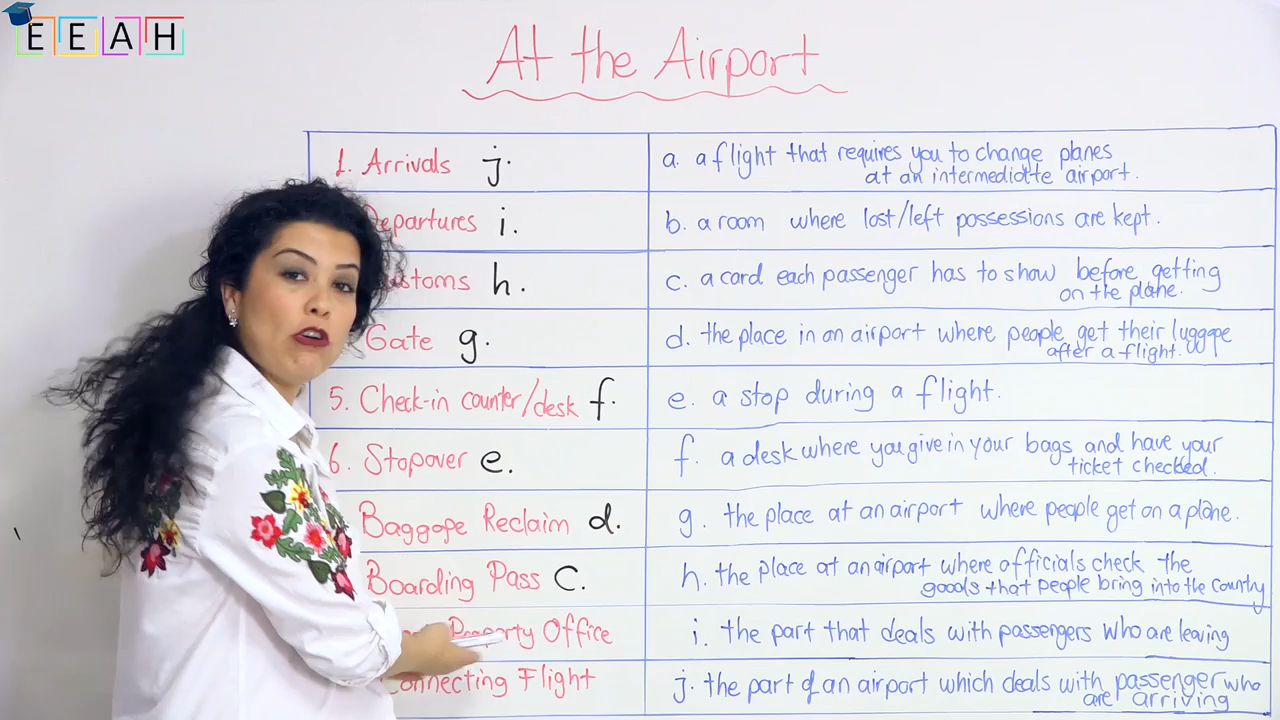 EEAH
At the Airport
1. Arrivals j.
a. a flight that requires you to change planes
at an intermediate airport.
Departures i.
b. a room where lost/left possessions are kept.
h.
c. a card each passenger has to show before getting
on the plane.
Gate g.
d. the place in an airport where people get their luggage
after a flight.
5. Check-in counter/desk f.
e. a stop during a flight.
6. Stopover e.
f. a desk where you give in your bags and have your
ticket checked.
Baggage Reclaim d.
g. the place at an airport where people get on a plane.
Boarding Pass c.
h. the place at an airport where officials check the
goods that people bring into the country
Property Office
i. the part that deals with passengers who are leaving
Connecting Flight
j. the part of an airport which deals with passenger who
are arriving